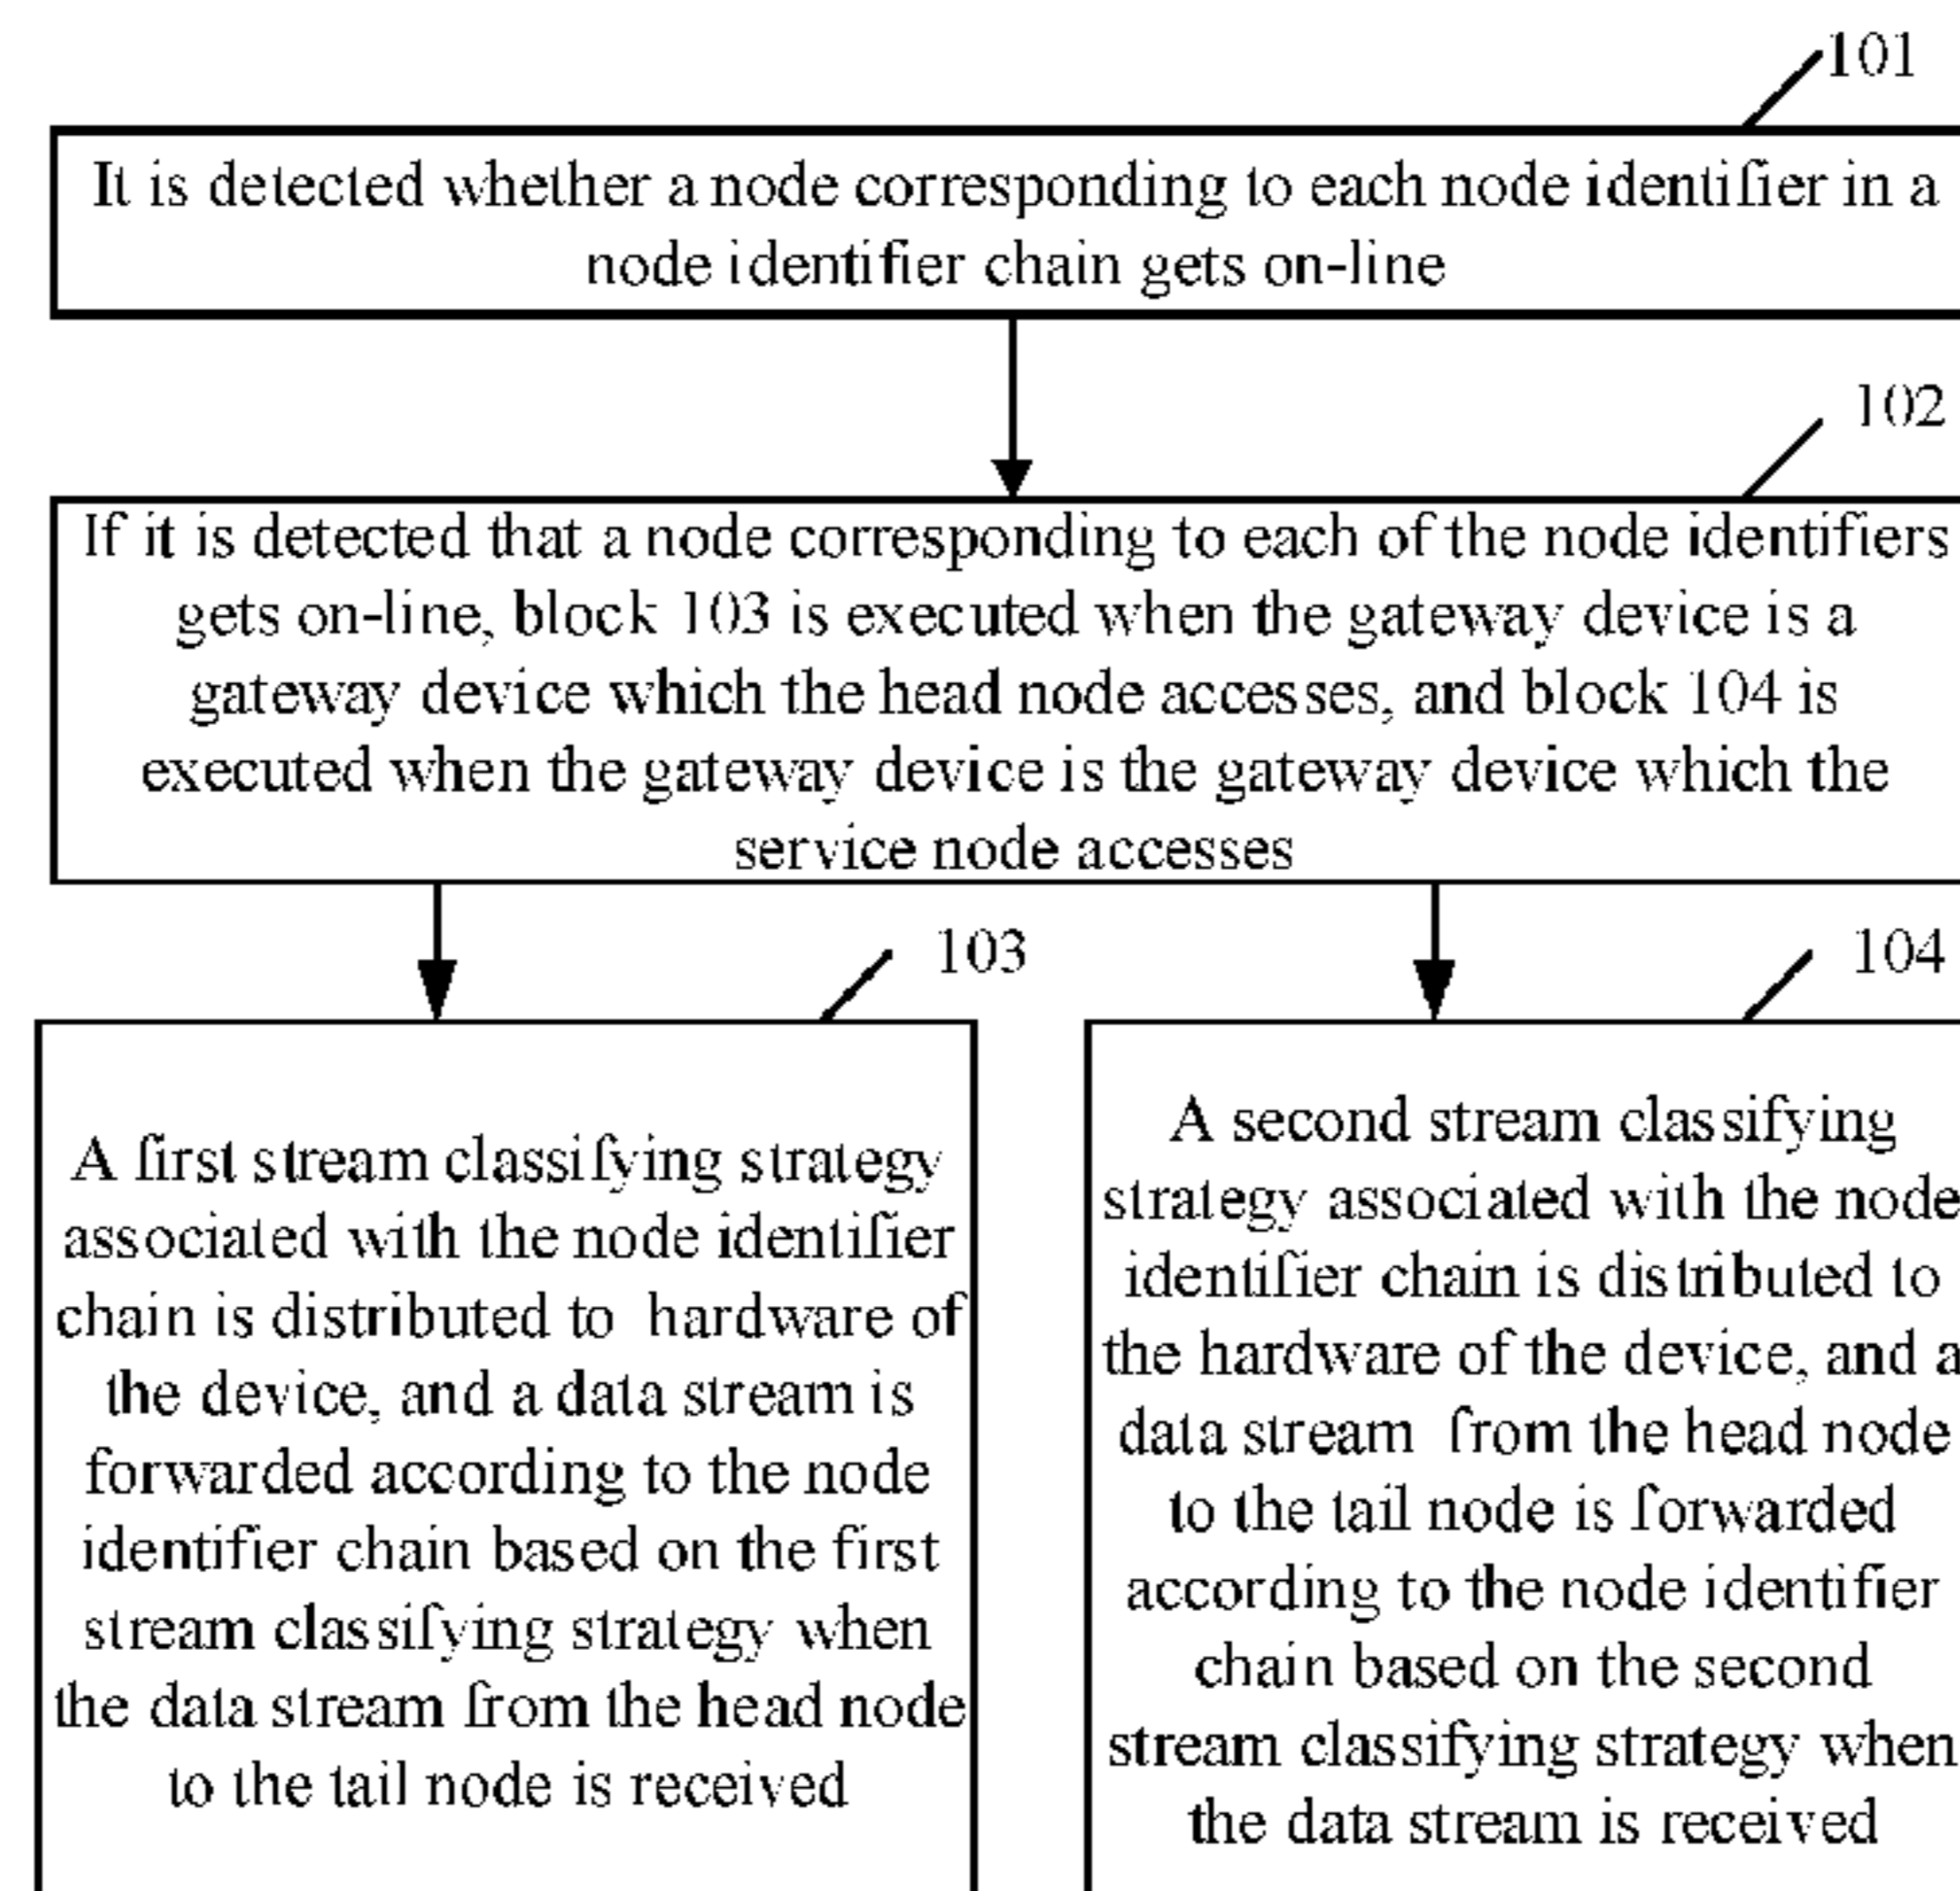 101
It is detected whether a node corresponding to each node identifier in a
node identifier chain gets on-line
102
If it is detected that a node corresponding to each of the node identifiers
gets on-line, block 103 is executed when the gateway device is a
gateway device which the head node accesses, and block 104 is
executed when the gateway device is the gateway device which the
service node accesses
103
A first stream classifying strategy
associated with the node identifier
chain is distributed to hardware of
the device, and a data stream is
forwarded according to the node
identifier chain based on the first
stream classifying strategy when
the data stream from the head node
to the tail node is received
104
A second stream classifying
strategy associated with the node
identifier chain is distributed to
the hardware of the device, and a
data stream from the head node
to the tail node is forwarded
according to the node identifier
chain based on the second
stream classifying strategy when
the data stream is received